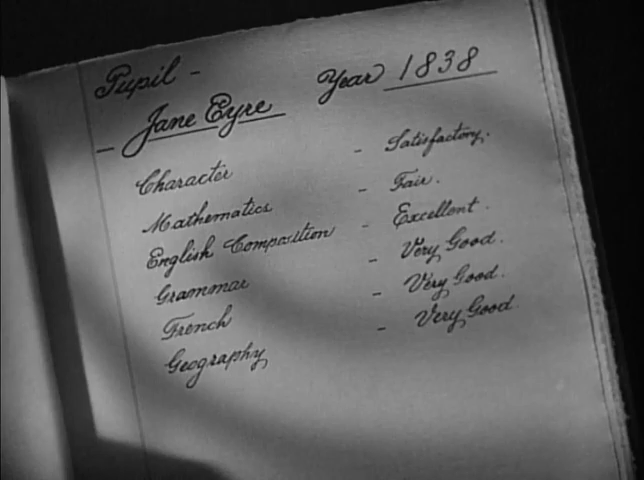 Pupil - Year 1838
- Jane Eyre
Character - Satisfactory.
Mathematics - Fair.
English Composition - Excellent.
Grammar - Very Good.
French - Very Good.
Geography - Very Good.